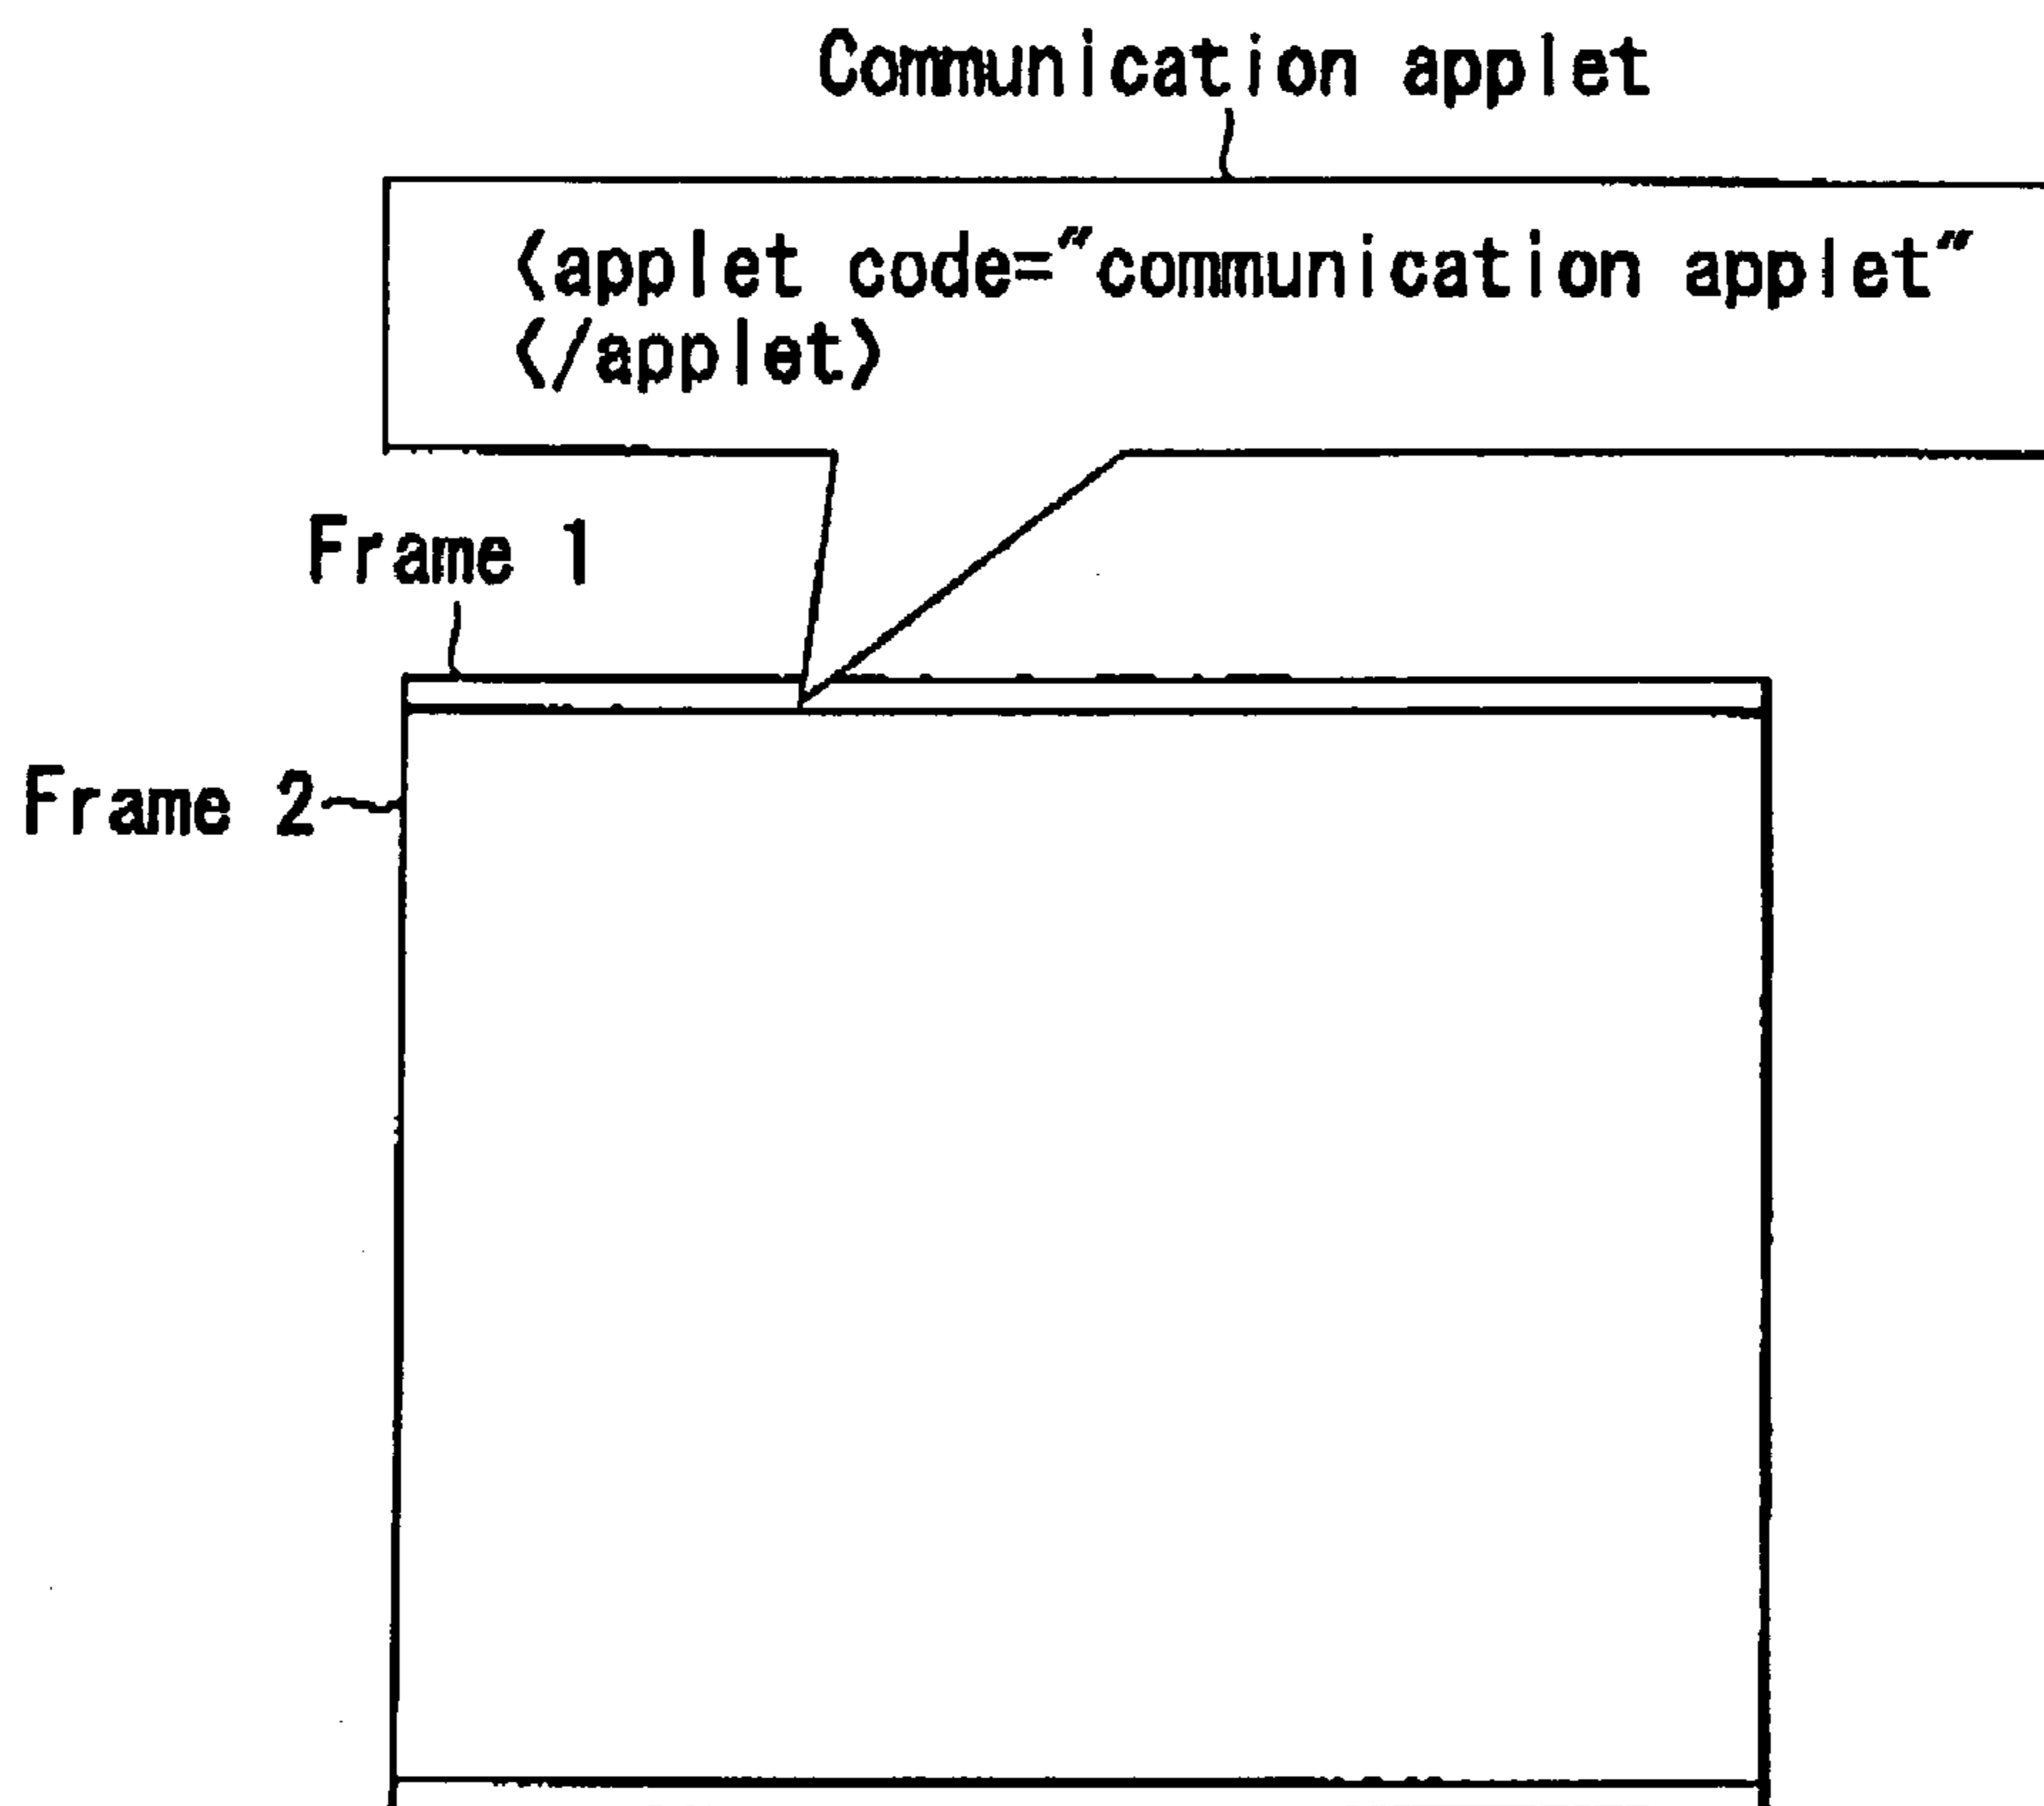 Communication applet
<applet code="communication applet"
</applet>
Frame 1
Frame 2